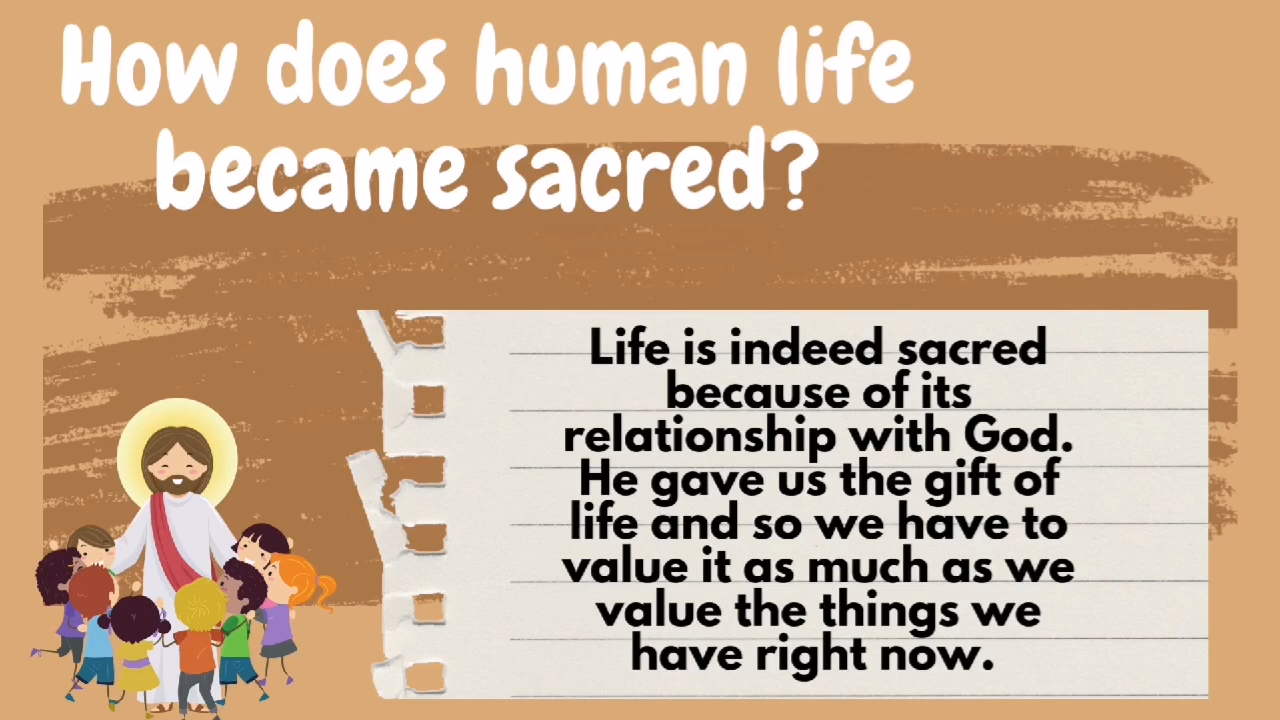 How does human life
became sacred?
Life is indeed sacred
because of its
relationship with God.
He gave us the gift of
life and so we have to
value it as much as we
value the things we
have right now.